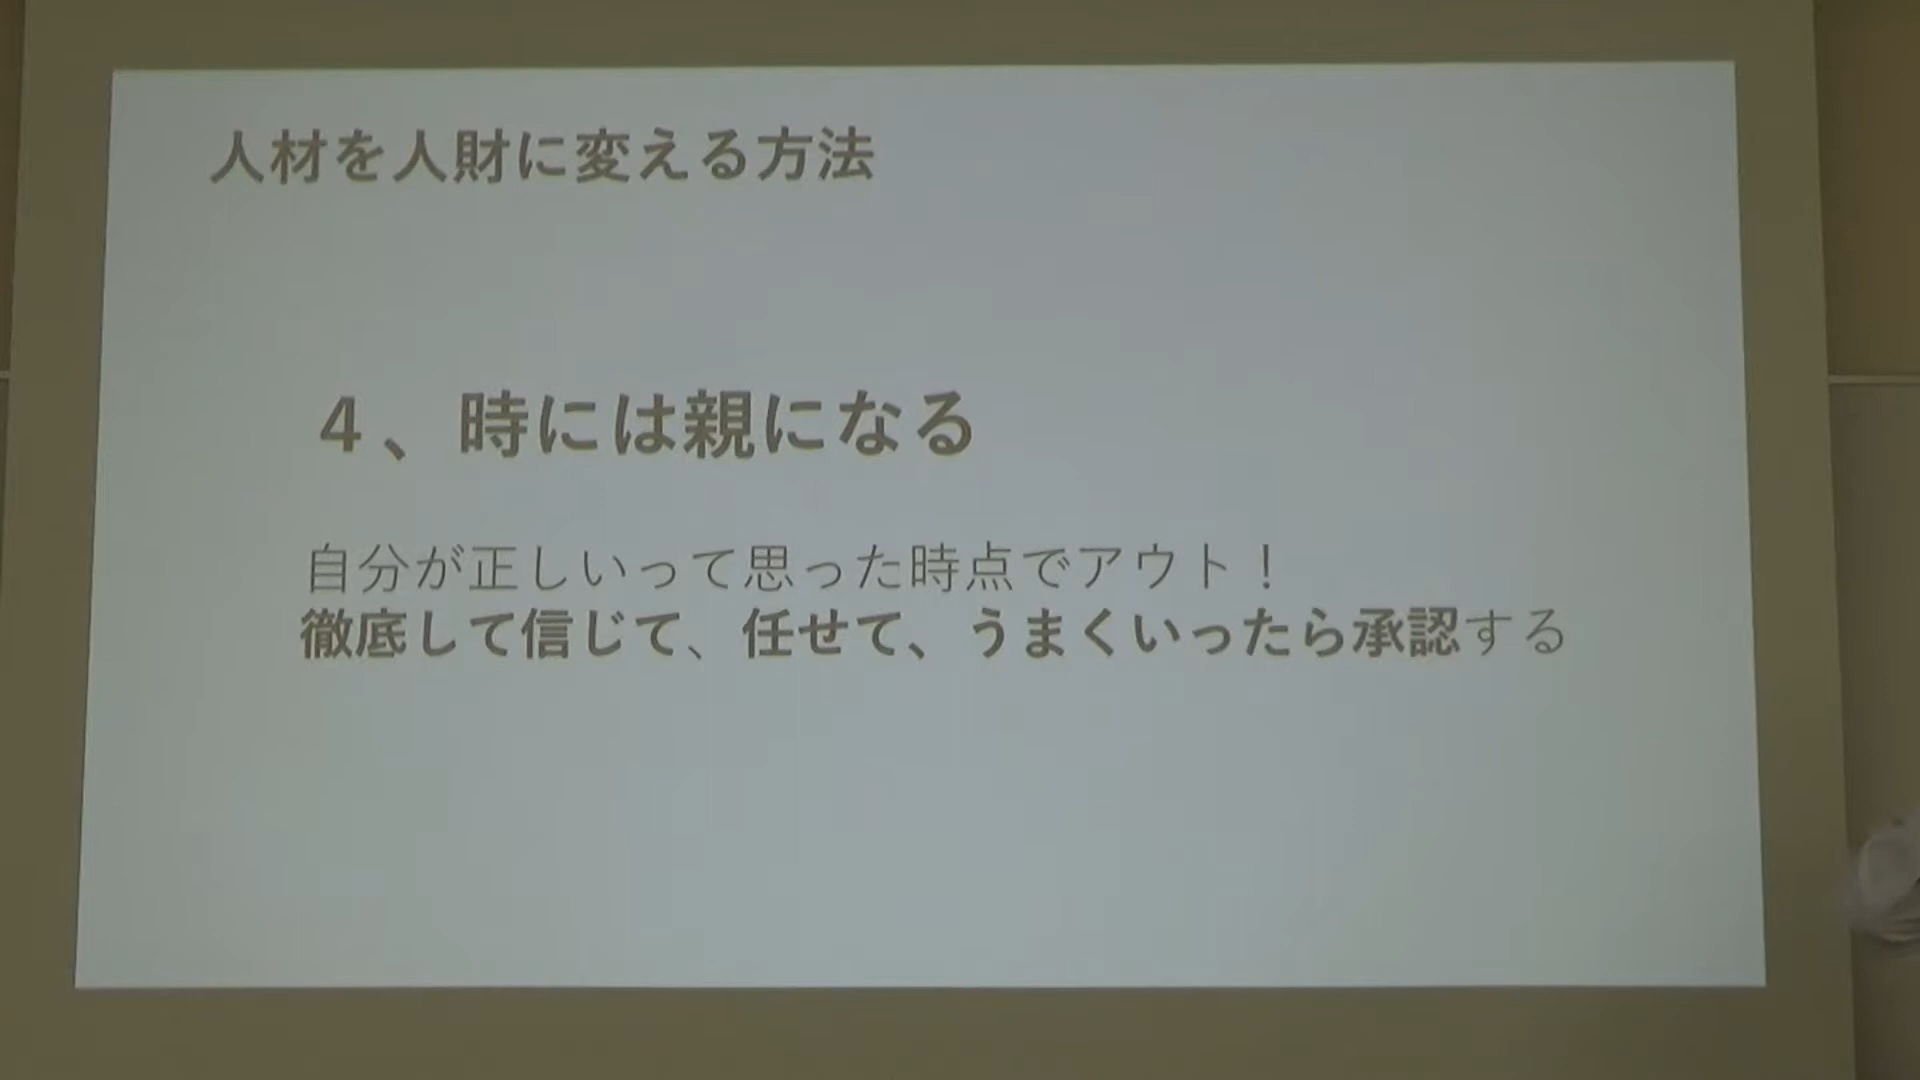 人材を人財に変える方法
４、時には親になる
自分が正しいって思った時点でアウト！
徹底して信じて、任せて、うまくいったら承認する